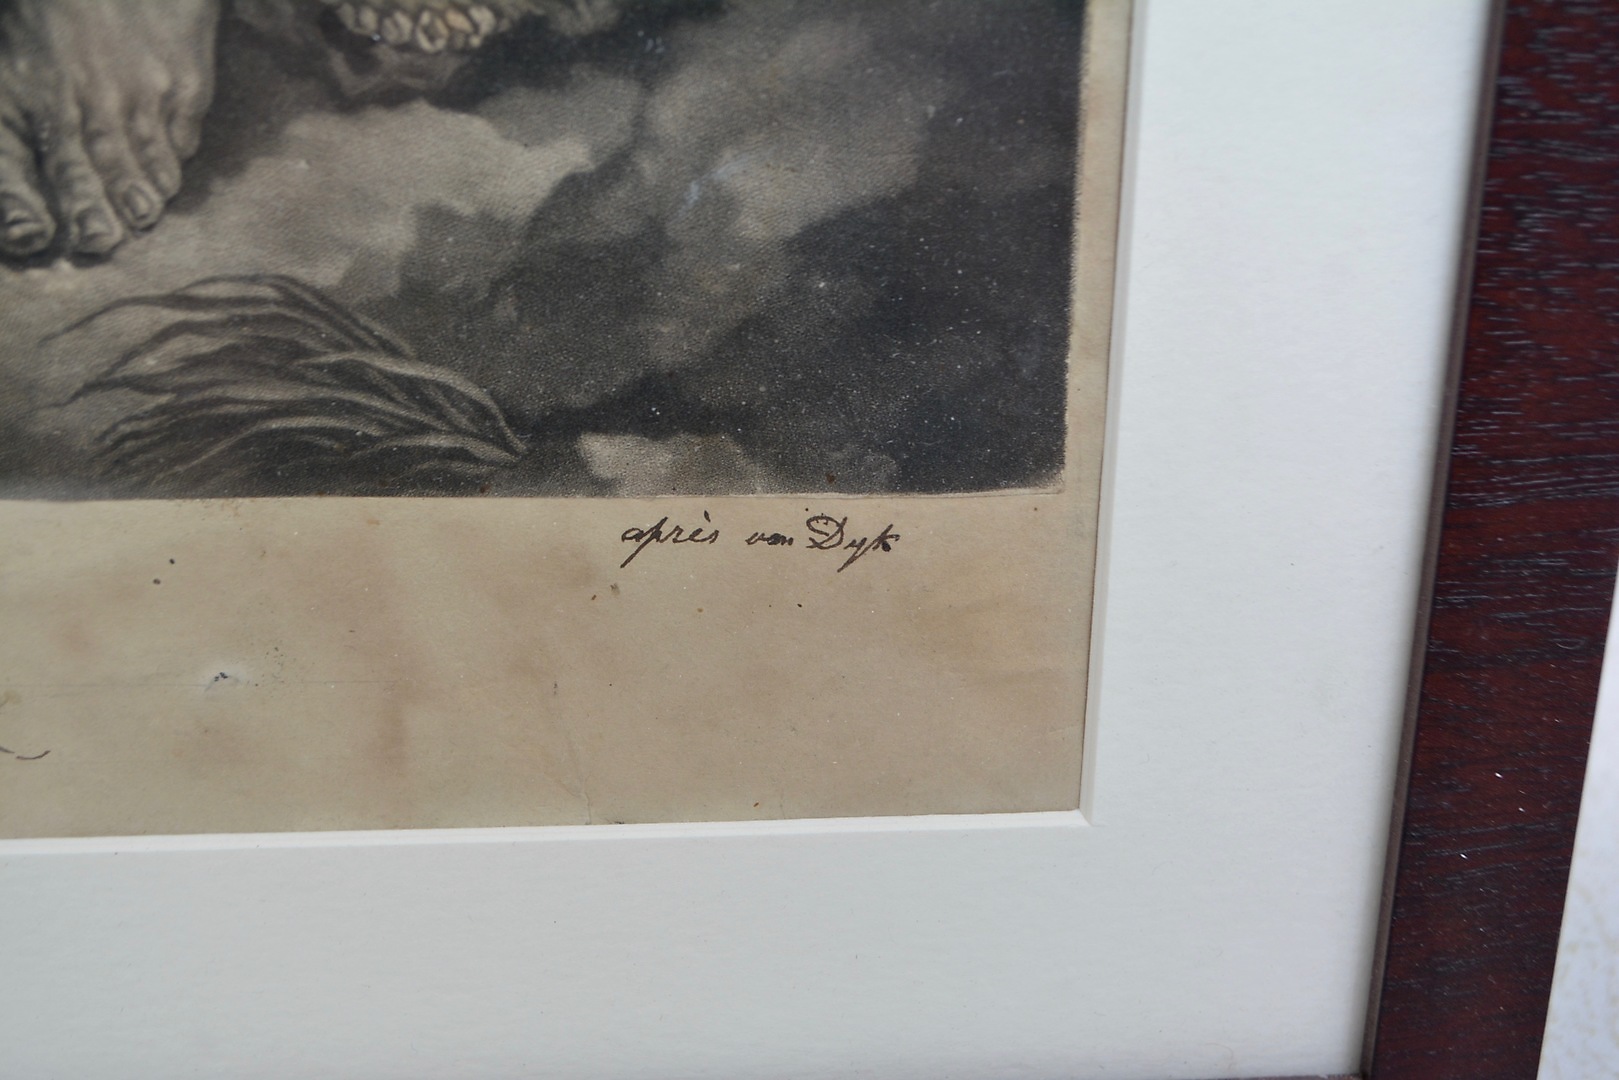 après van Dyk